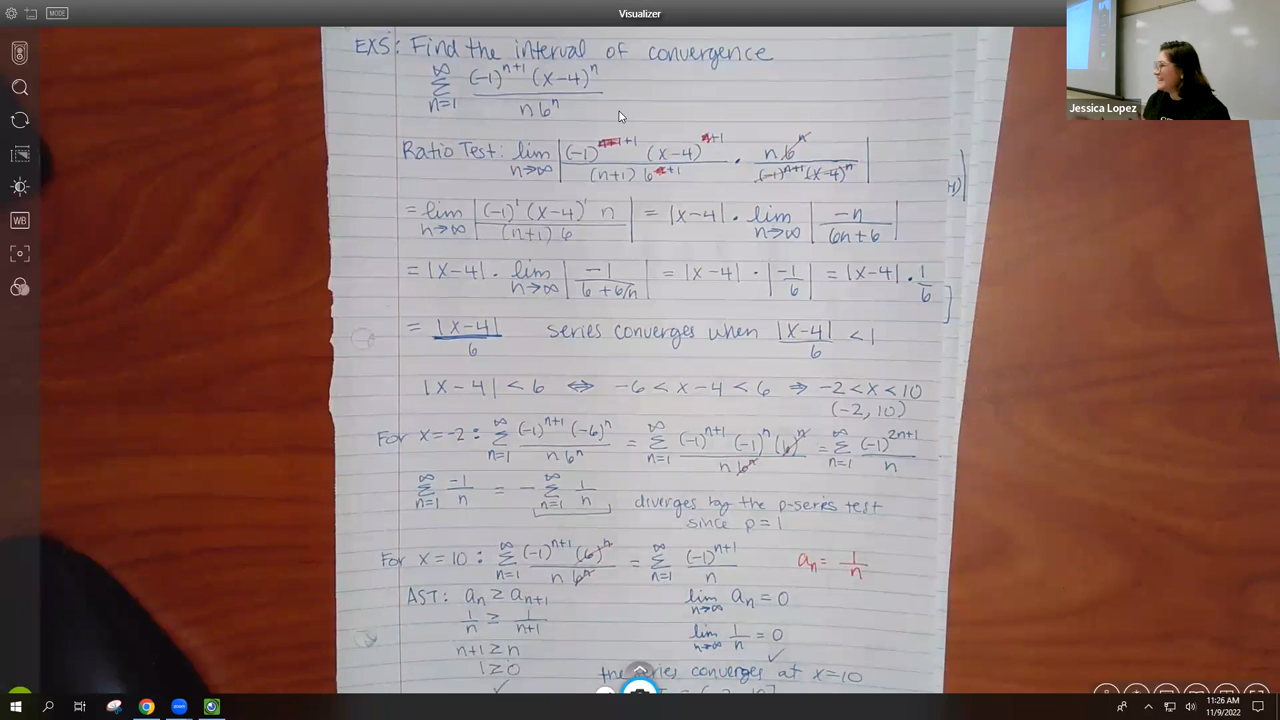 MODE
Visualizer
Jessica Lopez
EX5: Find the interval of convergence
∞ Σ n=1 (-1)^{n+1} (x-4)^n / n 6^n
Ratio Test: lim n→∞ | (-1)^{n+1+1} (x-4)^{n+1} / (n+1) 6^{n+1} · n 6^n / (-1)^{n+1} (x-4)^n |
= lim n→∞ | (-1)^1 (x-4)^1 n / (n+1) 6 | = |x-4| · lim n→∞ | -n / 6n+6 |
= |x-4| · lim n→∞ | -1 / 6+6/n | = |x-4| · | -1/6 | = |x-4| · 1/6
= |x-4| / 6 series converges when |x-4| / 6 < 1
|x-4| < 6 ⇔ -6 < x-4 < 6 ⇒ -2 < x < 10
(-2, 10)
For x=-2: ∞ Σ n=1 (-1)^{n+1} (-6)^n / n 6^n = ∞ Σ n=1 (-1)^{n+1} (-1)^n (6)^n / n 6^n = ∞ Σ n=1 (-1)^{2n+1} / n
∞ Σ n=1 -1/n = - ∞ Σ n=1 1/n diverges by the p-series test
since p=1
For x=10: ∞ Σ n=1 (-1)^{n+1} (6)^n / n 6^n = ∞ Σ n=1 (-1)^{n+1} / n a_n = 1/n
AST: a_n ≥ a_{n+1} lim n→∞ a_n = 0
1/n ≥ 1/n+1 lim n→∞ 1/n = 0 ✓
n+1 ≥ n
1 ≥ 0 ✓ the series converges at x=10
WB
11:26 AM
11/9/2022